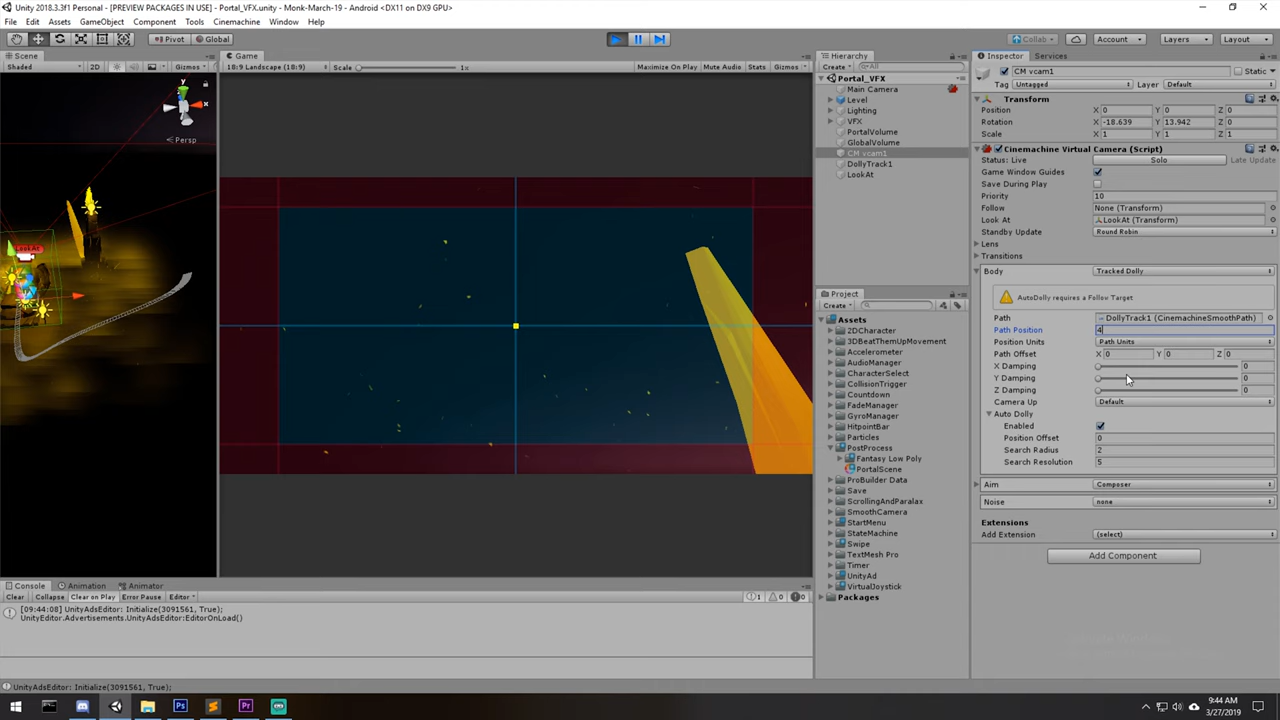 Unity 2018.3.3f1 Personal - [PREVIEW PACKAGES IN USE] - Portal_VFX.unity - Monk-March-19 - Android <DX11 on DX9 GPU>
File Edit Assets GameObject Component Tools Cinemachine Window Help
Pivot Global Collab Account Layers Layout
Scene Game Hierarchy Inspector Services
Shaded 2D Gizmos 18:9 Landscape (18:9) Scale 1x Maximize On Play Mute Audio Stats Gizmos Create All
y
x
Persp
LookAt
Portal_VFX
Main Camera
Level
Lighting
VFX
PortalVolume
GlobalVolume
CM vcam1
DollyTrack1
LookAt
Project
Create
Assets
2DCharacter
3DBeatThemUpMovement
Accelerometer
AudioManager
CharacterSelect
CollisionTrigger
Countdown
FadeManager
GyroManager
HitpointBar
Particles
PostProcess
Fantasy Low Poly
PortalScene
ProBuilder Data
Save
ScrollingAndParalax
SmoothCamera
StartMenu
StateMachine
Swipe
TextMesh Pro
Timer
UnityAd
VirtualJoystick
Packages
CM vcam1 Static
Tag Untagged Layer Default
Transform
Position X 0 Y 0 Z 0
Rotation X -18.639 Y 13.942 Z 0
Scale X 1 Y 1 Z 1
Cinemachine Virtual Camera (Script)
Status: Live Solo Late Update
Game Window Guides
Save During Play
Priority 10
Follow None (Transform)
Look At LookAt (Transform)
Standby Update Round Robin
Lens
Transitions
Body Tracked Dolly
AutoDolly requires a Follow Target
Path DollyTrack1 (CinemachineSmoothPath)
Path Position 4
Position Units Path Units
Path Offset X 0 Y 0 Z 0
X Damping 0
Y Damping 0
Z Damping 0
Camera Up Default
Auto Dolly
Enabled
Position Offset 0
Search Radius 2
Search Resolution 5
Aim Composer
Noise none
Extensions
Add Extension (select)
Add Component
Console Animation Animator
Clear Collapse Clear on Play Error Pause Editor 1 0 0
[09:44:08] UnityAdsEditor: Initialize(3091561, True);
UnityEditor.Advertisements.UnityAdsEditor:EditorOnLoad()
UnityAdsEditor: Initialize(3091561, True);
Ps Pr
9:44 AM
3/27/2019